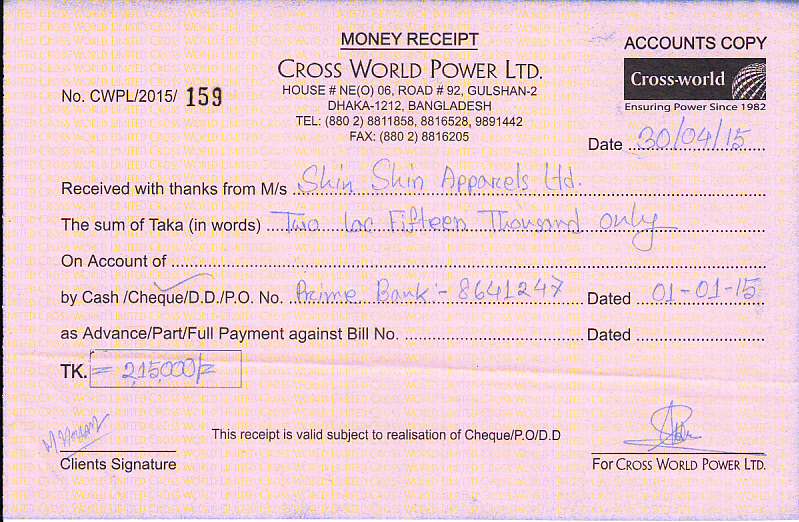 MONEY RECEIPT
ACCOUNTS COPY
CROSS WORLD POWER LTD.
Cross-world
Ensuring Power Since 1982
No. CWPL/2015/ 159
HOUSE # NE(O) 06, ROAD # 92, GULSHAN-2
DHAKA-1212, BANGLADESH
TEL: (880 2) 8811858, 8816528, 9891442
FAX: (880 2) 8816205
Date 30/04/15
Received with thanks from M/s Shin Shin Apparels Ltd.
The sum of Taka (in words) Two lac Fifteen Thousand only
On Account of
by Cash /Cheque/D.D./P.O. No. Prime Bank:- 8641247 Dated 01-01-15
as Advance/Part/Full Payment against Bill No. Dated
TK. = 2,15,000/=
This receipt is valid subject to realisation of Cheque/P.O/D.D
Clients Signature
For CROSS WORLD POWER LTD.